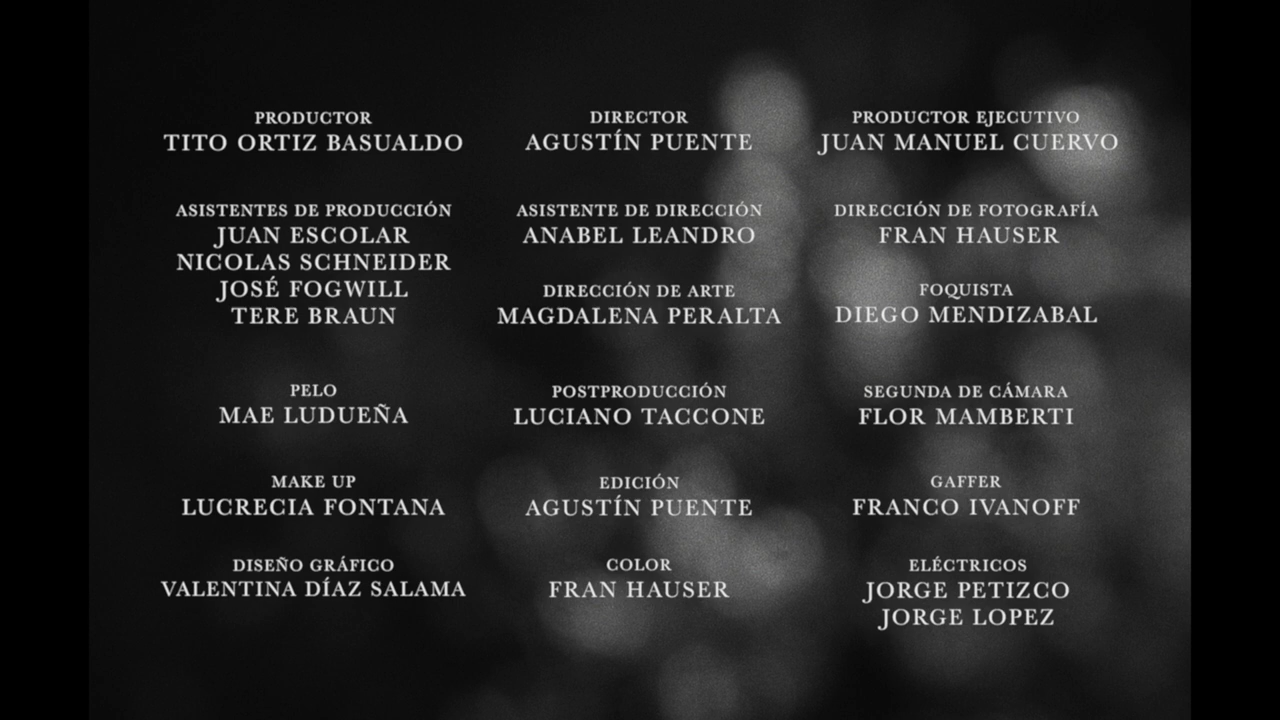 PRODUCTOR
TITO ORTIZ BASUALDO
ASISTENTES DE PRODUCCIÓN
JUAN ESCOLAR
NICOLAS SCHNEIDER
JOSÉ FOGWILL
TERE BRAUN
PELO
MAE LUDUEÑA
MAKE UP
LUCRECIA FONTANA
DISEÑO GRÁFICO
VALENTINA DÍAZ SALAMA
DIRECTOR
AGUSTÍN PUENTE
ASISTENTE DE DIRECCIÓN
ANABEL LEANDRO
DIRECCIÓN DE ARTE
MAGDALENA PERALTA
POSTPRODUCCIÓN
LUCIANO TACCONE
EDICIÓN
AGUSTÍN PUENTE
COLOR
FRAN HAUSER
PRODUCTOR EJECUTIVO
JUAN MANUEL CUERVO
DIRECCIÓN DE FOTOGRAFÍA
FRAN HAUSER
FOQUISTA
DIEGO MENDIZABAL
SEGUNDA DE CÁMARA
FLOR MAMBERTI
GAFFER
FRANCO IVANOFF
ELÉCTRICOS
JORGE PETIZCO
JORGE LOPEZ